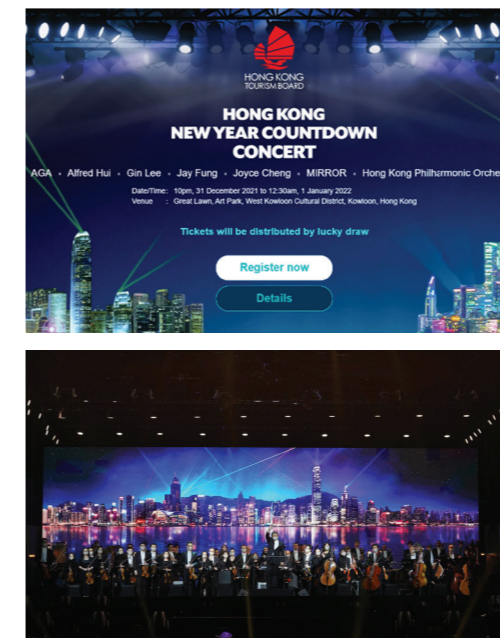 HONG KONG
TOURISM BOARD
HONG KONG
NEW YEAR COUNTDOWN
CONCERT
AGA • Alfred Hui • Gin Lee • Jay Fung • Joyce Cheng • MIRROR • Hong Kong Philharmonic Orche
Date/Time: 10pm, 31 December 2021 to 12:30am, 1 January 2022
Venue : Great Lawn, Art Park, West Kowloon Cultural District, Kowloon, Hong Kong
Tickets will be distributed by lucky draw
Register now
Details